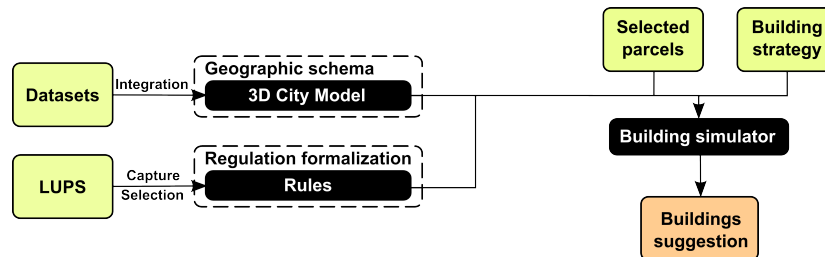 Selected
parcels
Building
strategy
Geographic schema
Datasets
Integration
3D City Model
Building simulator
Regulation formalization
LUPS
Capture
Selection
Rules
Buildings
suggestion